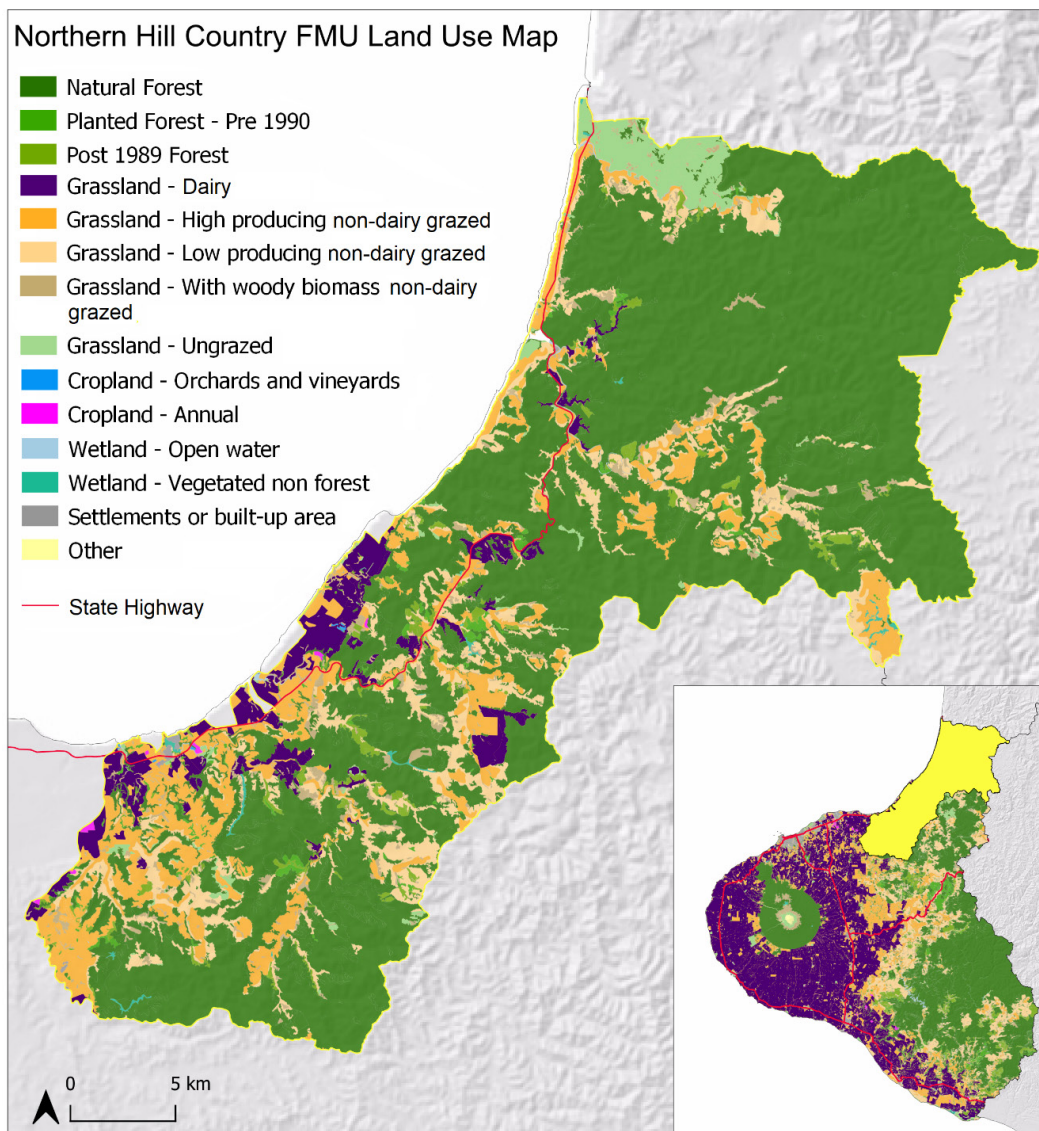 Northern Hill Country FMU Land Use Map
Natural Forest
Planted Forest - Pre 1990
Post 1989 Forest
Grassland - Dairy
Grassland - High producing non-dairy grazed
Grassland - Low producing non-dairy grazed
Grassland - With woody biomass non-dairy
grazed
Grassland - Ungrazed
Cropland - Orchards and vineyards
Cropland - Annual
Wetland - Open water
Wetland - Vegetated non forest
Settlements or built-up area
Other
State Highway
0 5 km